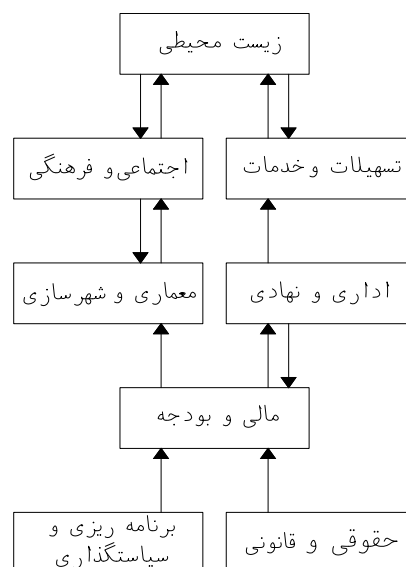 زیست محیطی
تسهیلات و خدمات
اجتماعی و فرهنگی
اداری و نهادی
معماری و شهرسازی
مالی و بودجه
حقوقی و قانونی
برنامه ریزی و
سیاستگذاری